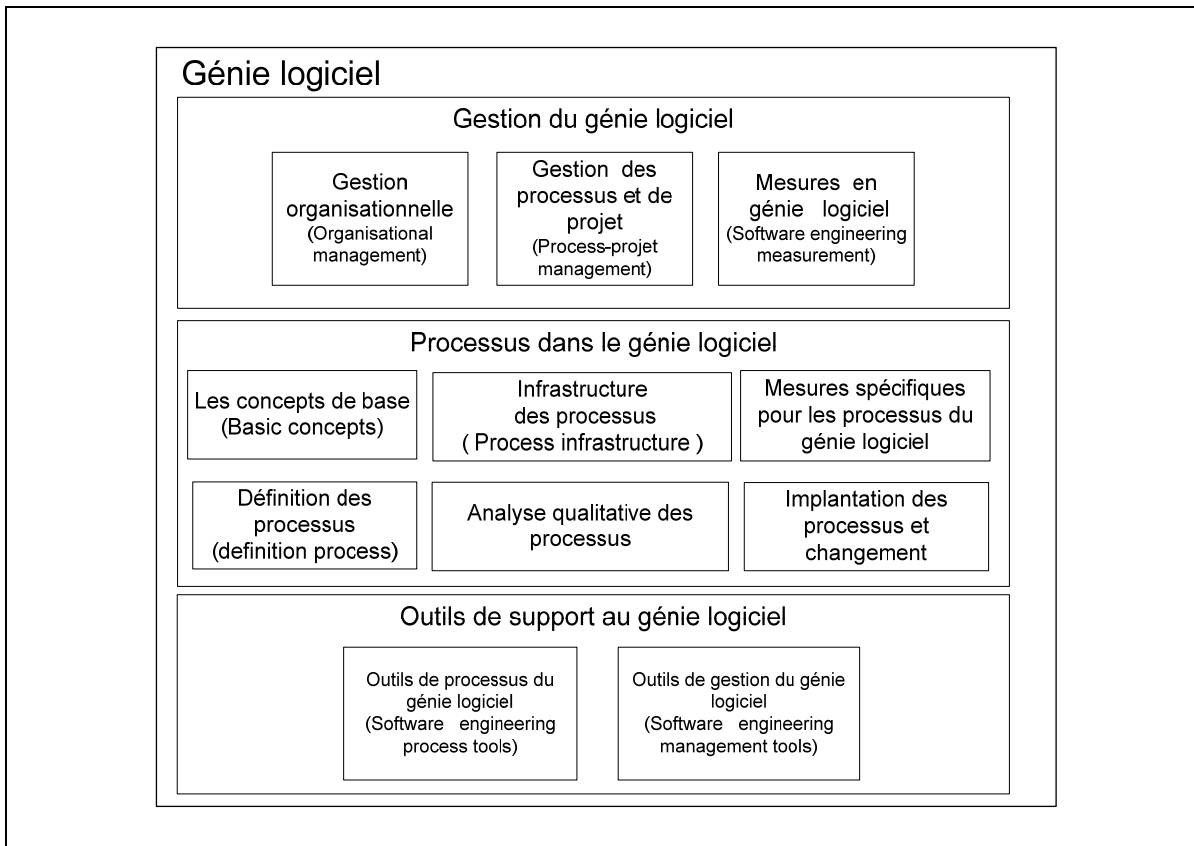 Génie logiciel
Gestion du génie logiciel
Gestion
organisationnelle
(Organisational
management)
Gestion des
processus et de
projet
(Process-projet
management)
Mesures en
génie logiciel
(Software engineering
measurement)
Processus dans le génie logiciel
Les concepts de base
(Basic concepts)
Infrastructure
des processus
( Process infrastructure )
Mesures spécifiques
pour les processus du
génie logiciel
Définition des
processus
(definition process)
Analyse qualitative des
processus
Implantation des
processus et
changement
Outils de support au génie logiciel
Outils de processus du
génie logiciel
(Software engineering
process tools)
Outils de gestion du génie
logiciel
(Software engineering
management tools)